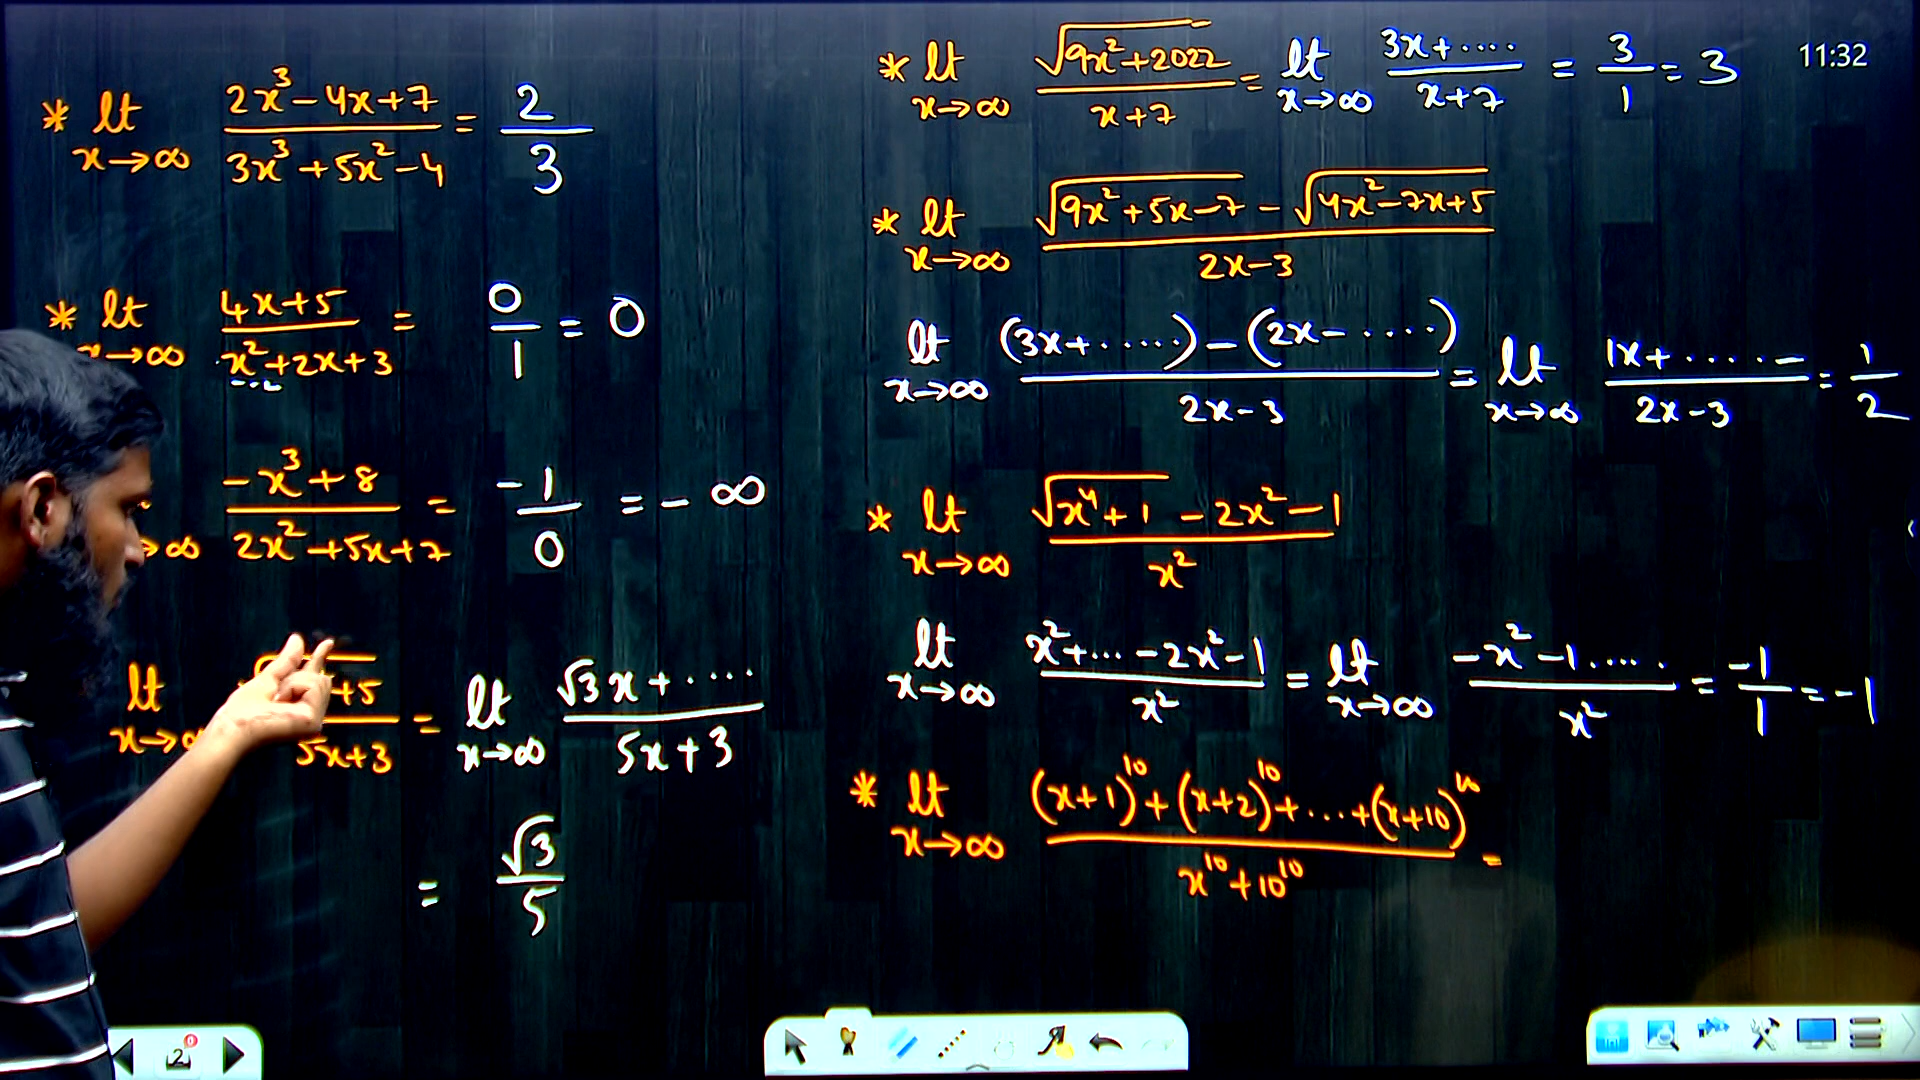 * lt x→∞ (2x³ - 4x + 7)/(3x³ + 5x² - 4) = 2/3
* lt x→∞ (4x + 5)/(x² + 2x + 3) = 0/1 = 0
→∞ (-x³ + 8)/(2x² + 5x + 7) = -1/0 = -∞
lt x→∞ +5 / 5x+3 = lt x→∞ (√3x + ....)/(5x + 3)
= √3/5
11:32
* lt x→∞ √(9x² + 2022)/(x + 7) = lt x→∞ (3x + ....)/(x + 7) = 3/1 = 3
* lt x→∞ (√(9x² + 5x - 7) - √(4x² - 7x + 5))/(2x - 3)
lt x→∞ ((3x + .....) - (2x - ....))/(2x - 3) = lt x→∞ (1x + .... -)/(2x - 3) = 1/2
* lt x→∞ (√(x⁴ + 1) - 2x² - 1)/x²
lt x→∞ (x² + ... - 2x² - 1)/x² = lt x→∞ (-x² - 1 .....)/x² = -1/1 = -1
* lt x→∞ ((x+1)¹⁰ + (x+2)¹⁰ + ... + (x+10)¹⁰)/(x¹⁰ + 10¹⁰) =
2